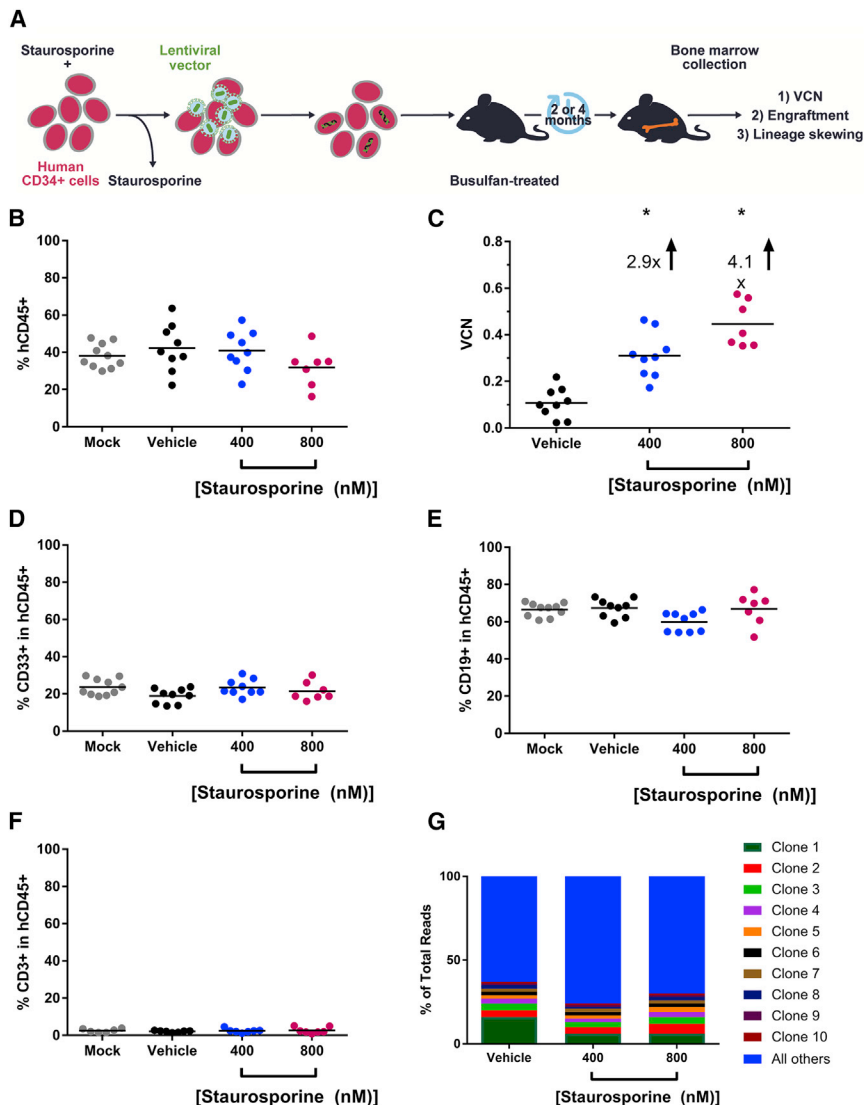 A
Staurosporine
+
Lentiviral
vector
Bone marrow
collection
2 or 4
months
1) VCN
2) Engraftment
3) Lineage skewing
Human
CD34+ cells
Staurosporine
Busulfan-treated
B
% hCD45+
100
80
60
40
20
0
Mock
Vehicle
400
800
[Staurosporine (nM)]
C
VCN
0.8
0.6
0.4
0.2
0.0
*
*
2.9x
4.1
x
Vehicle
400
800
[Staurosporine (nM)]
D
% CD33+ in hCD45+
100
80
60
40
20
0
Mock
Vehicle
400
800
[Staurosporine (nM)]
E
% CD19+ in hCD45+
100
80
60
40
20
0
Mock
Vehicle
400
800
[Staurosporine (nM)]
F
% CD3+ in hCD45+
100
80
60
40
20
0
Mock
Vehicle
400
800
[Staurosporine (nM)]
G
% of Total Reads
100
50
0
Vehicle
400
800
[Staurosporine (nM)]
Clone 1
Clone 2
Clone 3
Clone 4
Clone 5
Clone 6
Clone 7
Clone 8
Clone 9
Clone 10
All others